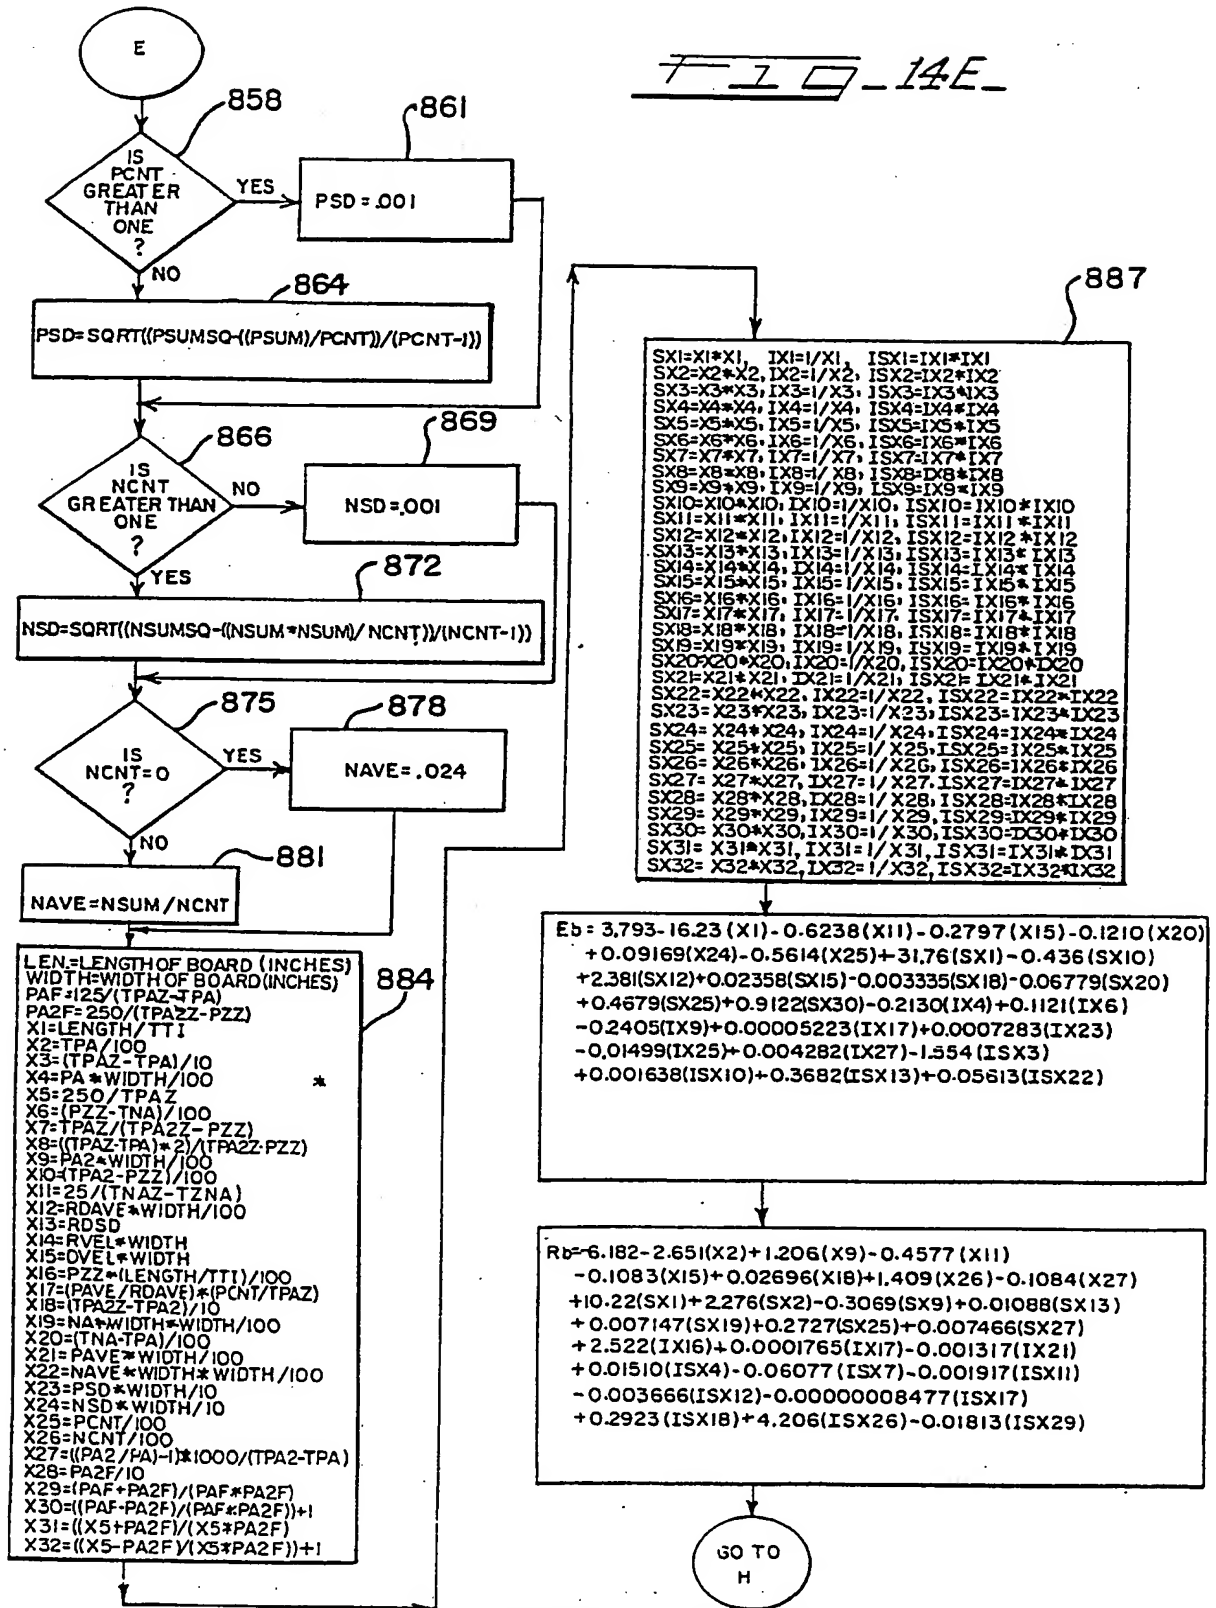 FIG_14E_
E
858
IS
PCNT
GREATER
THAN
ONE
?
YES
861
PSD=.001
NO
864
PSD=SQRT((PSUMSQ-((PSUM)/PCNT))/(PCNT-1))
866
IS
NCNT
GREATER THAN
ONE
?
NO
869
NSD=.001
YES
872
NSD=SQRT((NSUMSQ-((NSUM*NSUM)/NCNT))/(NCNT-1))
875
IS
NCNT=0
?
YES
878
NAVE=.024
NO
881
NAVE=NSUM/NCNT
884
LEN.=LENGTH OF BOARD (INCHES)
WIDTH=WIDTH OF BOARD(INCHES)
PAF=125/(TPAZ-TPA)
PA2F=250/(TPA2Z-PZZ)
X1=LENGTH/TTI
X2=TPA/100
X3=(TPAZ-TPA)/10
X4=PA*WIDTH/100 *
X5=250/TPAZ
X6=(PZZ-TNA)/100
X7=TPAZ/(TPA2Z-PZZ)
X8=((TPAZ-TPA)*2)/(TPA2Z-PZZ)
X9=PA2*WIDTH/100
X10=(TPA2-PZZ)/100
X11=25/(TNAZ-TZNA)
X12=RDAVE*WIDTH/100
X13=RDSD
X14=RVEL*WIDTH
X15=DVEL*WIDTH
X16=PZZ*(LENGTH/TTI)/100
X17=(PAVE/RDAVE)*(PCNT/TPAZ)
X18=(TPA2Z-TPA2)/10
X19=NA*WIDTH*WIDTH/100
X20=(TNA-TPA)/100
X21=PAVE*WIDTH/100
X22=NAVE*WIDTH*WIDTH/100
X23=PSD*WIDTH/10
X24=NSD*WIDTH/10
X25=PCNT/100
X26=NCNT/100
X27=((PA2/PA)-1)*1000/(TPA2-TPA)
X28=PA2F/10
X29=(PAF+PA2F)/(PAF*PA2F)
X30=((PAF-PA2F)/(PAF*PA2F))+1
X31=((X5+PA2F)/(X5*PA2F)
X32=((X5-PA2F)/(X5*PA2F))+1
887
SX1=X1*X1, IX1=1/X1, ISX1=IX1*IX1
SX2=X2*X2, IX2=1/X2, ISX2=IX2*IX2
SX3=X3*X3, IX3=1/X3, ISX3=IX3*IX3
SX4=X4*X4, IX4=1/X4, ISX4=IX4*IX4
SX5=X5*X5, IX5=1/X5, ISX5=IX5*IX5
SX6=X6*X6, IX6=1/X6, ISX6=IX6*IX6
SX7=X7*X7, IX7=1/X7, ISX7=IX7*IX7
SX8=X8*X8, IX8=1/X8, ISX8=IX8*IX8
SX9=X9*X9, IX9=1/X9, ISX9=IX9*IX9
SX10=X10*X10, IX10=1/X10, ISX10=IX10*IX10
SX11=X11*X11, IX11=1/X11, ISX11=IX11*IX11
SX12=X12*X12, IX12=1/X12, ISX12=IX12*IX12
SX13=X13*X13, IX13=1/X13, ISX13=IX13*IX13
SX14=X14*X14, IX14=1/X14, ISX14=IX14*IX14
SX15=X15*X15, IX15=1/X15, ISX15=IX15*IX15
SX16=X16*X16, IX16=1/X16, ISX16=IX16*IX16
SX17=X17*X17, IX17=1/X17, ISX17=IX17*IX17
SX18=X18*X18, IX18=1/X18, ISX18=IX18*IX18
SX19=X19*X19, IX19=1/X19, ISX19=IX19*IX19
SX20=X20*X20, IX20=1/X20, ISX20=IX20*IX20
SX21=X21*X21, IX21=1/X21, ISX21=IX21*IX21
SX22=X22*X22, IX22=1/X22, ISX22=IX22*IX22
SX23=X23*X23, IX23=1/X23, ISX23=IX23*IX23
SX24=X24*X24, IX24=1/X24, ISX24=IX24*IX24
SX25=X25*X25, IX25=1/X25, ISX25=IX25*IX25
SX26=X26*X26, IX26=1/X26, ISX26=IX26*IX26
SX27=X27*X27, IX27=1/X27, ISX27=IX27*IX27
SX28=X28*X28, IX28=1/X28, ISX28=IX28*IX28
SX29=X29*X29, IX29=1/X29, ISX29=IX29*IX29
SX30=X30*X30, IX30=1/X30, ISX30=IX30*IX30
SX31=X31*X31, IX31=1/X31, ISX31=IX31*IX31
SX32=X32*X32, IX32=1/X32, ISX32=IX32*IX32
Eb=3.793-16.23(X1)-0.6238(X11)-0.2797(X15)-0.1210(X20)
+0.09169(X24)-0.5614(X25)+31.76(SX1)-0.436(SX10)
+2.381(SX12)+0.02358(SX15)-0.003335(SX18)-0.06779(SX20)
+0.4679(SX25)+0.9122(SX30)-0.2130(IX4)+0.1121(IX6)
-0.2405(IX9)+0.00005223(IX17)+0.0007283(IX23)
-0.01499(IX25)+0.004282(IX27)-1.554(ISX3)
+0.001638(ISX10)+0.3682(ISX13)+0.05613(ISX22)
Rb=-6.182-2.651(X2)+1.206(X9)-0.4577(X11)
-0.1083(X15)+0.02696(X18)+1.409(X26)-0.1084(X27)
+10.22(SX1)+2.276(SX2)-0.3069(SX9)+0.01088(SX13)
+0.007147(SX19)+0.2727(SX25)+0.007466(SX27)
+2.522(IX16)+0.0001765(IX17)-0.001317(IX21)
+0.01510(ISX4)-0.06077(ISX7)-0.001917(ISX11)
-0.003666(ISX12)-0.00000008477(ISX17)
+0.2923(ISX18)+4.206(ISX26)-0.01813(ISX29)
GO TO
H